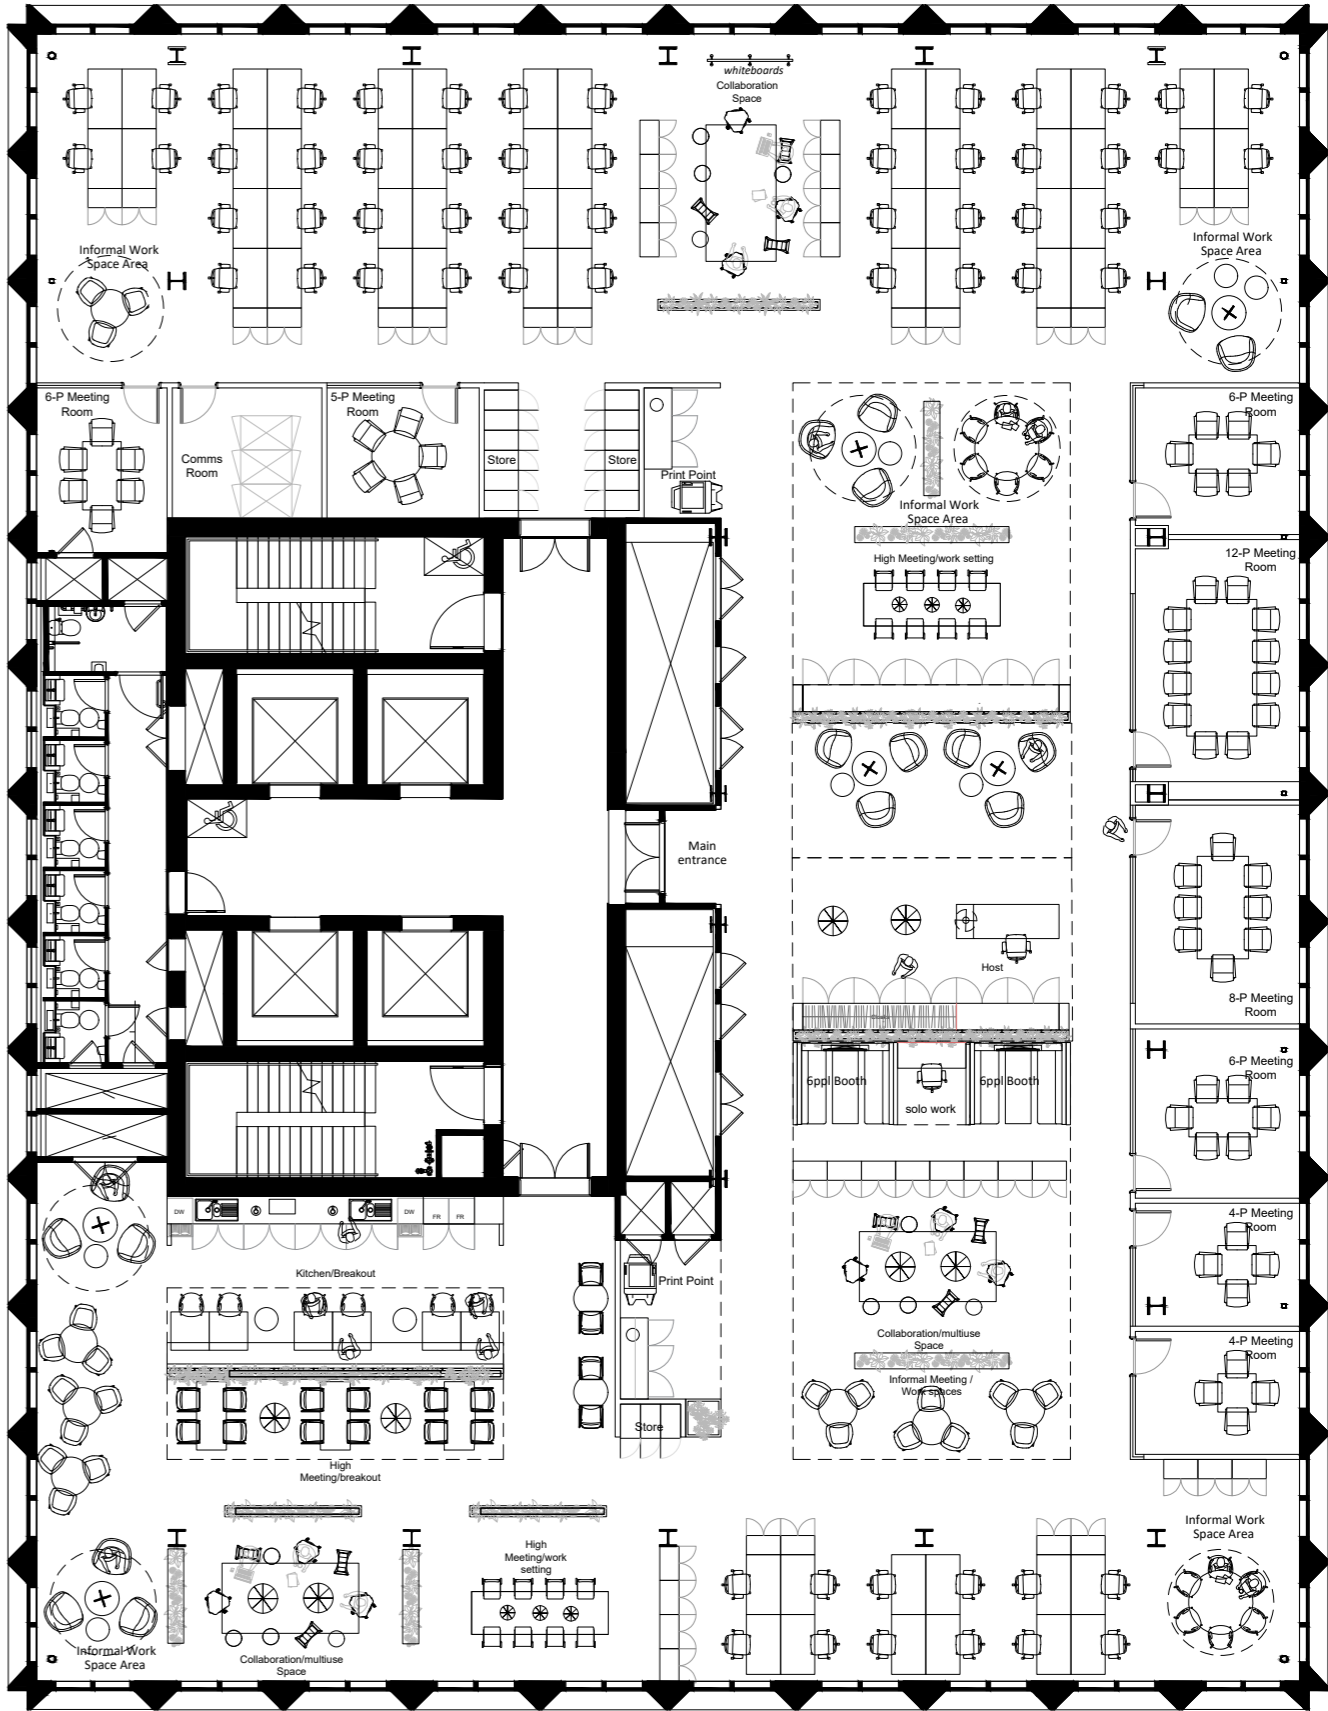 whiteboards
Collaboration
Space
Informal Work
Space Area
Informal Work
Space Area
6-P Meeting
Room
Comms
Room
5-P Meeting
Room
Store
Store
Print Point
Informal Work
Space Area
6-P Meeting
Room
High Meeting/work setting
12-P Meeting
Room
Main
entrance
Host
8-P Meeting
Room
6ppl Booth
solo work
6ppl Booth
6-P Meeting
Room
DW
DW
FR
FR
Kitchen/Breakout
Print Point
4-P Meeting
Room
Collaboration/multiuse
Space
Informal Meeting /
Work spaces
4-P Meeting
Room
Store
High
Meeting/breakout
High
Meeting/work
setting
Informal Work
Space Area
Informal Work
Space Area
Collaboration/multiuse
Space